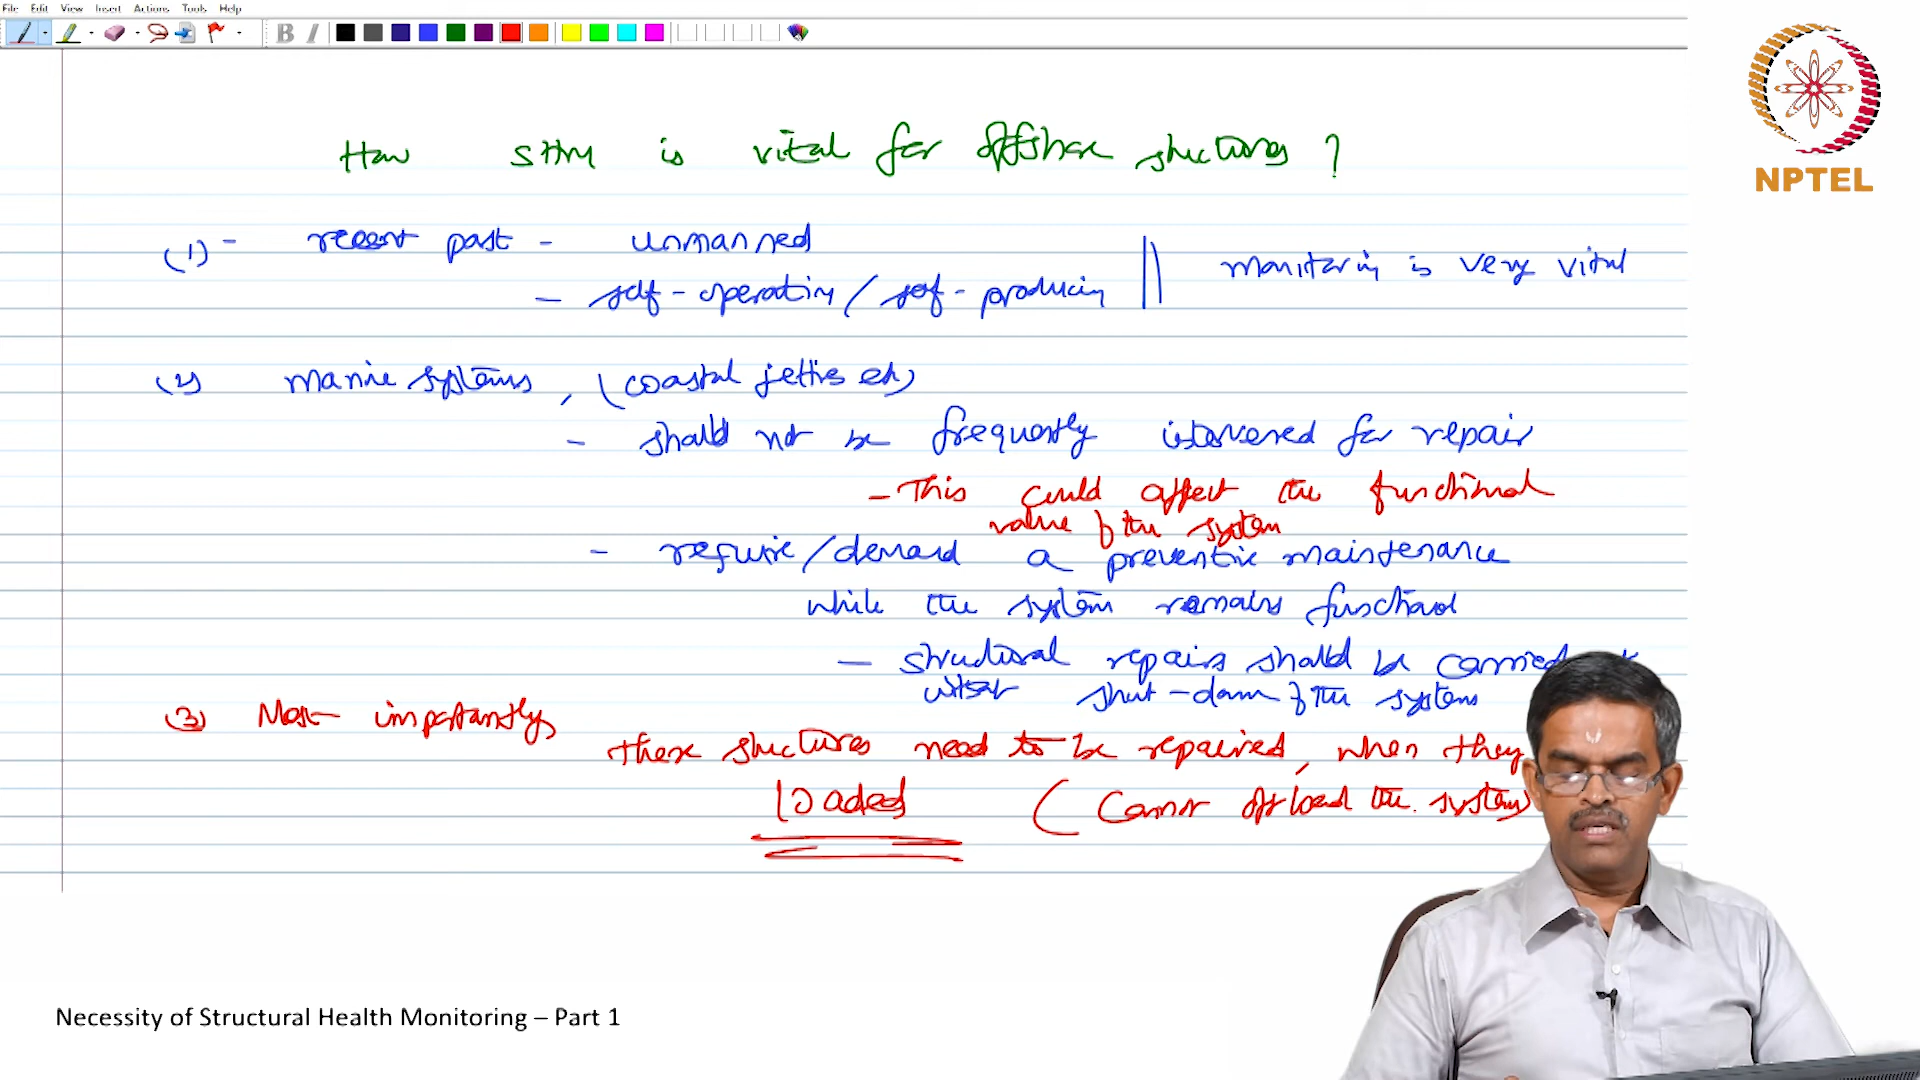 File Edit View Insert Actions Tools Help
B I
NPTEL
How SHM is vital for offshore structures ?
(1) - recent past - unmanned
- self-operating / self-producing
monitoring is very vital
(2) Marine systems, (coastal jetties etc)
- should not be frequently intervened for repair
- This could affect the functional
value of the system
- require/demand a preventive maintenance
while the system remains functional
- structural repairs should be carried
without shut-down of the systems
(3) Most importantly
these structures need to be repaired, when they
loaded (cannot offload the system)
Necessity of Structural Health Monitoring – Part 1